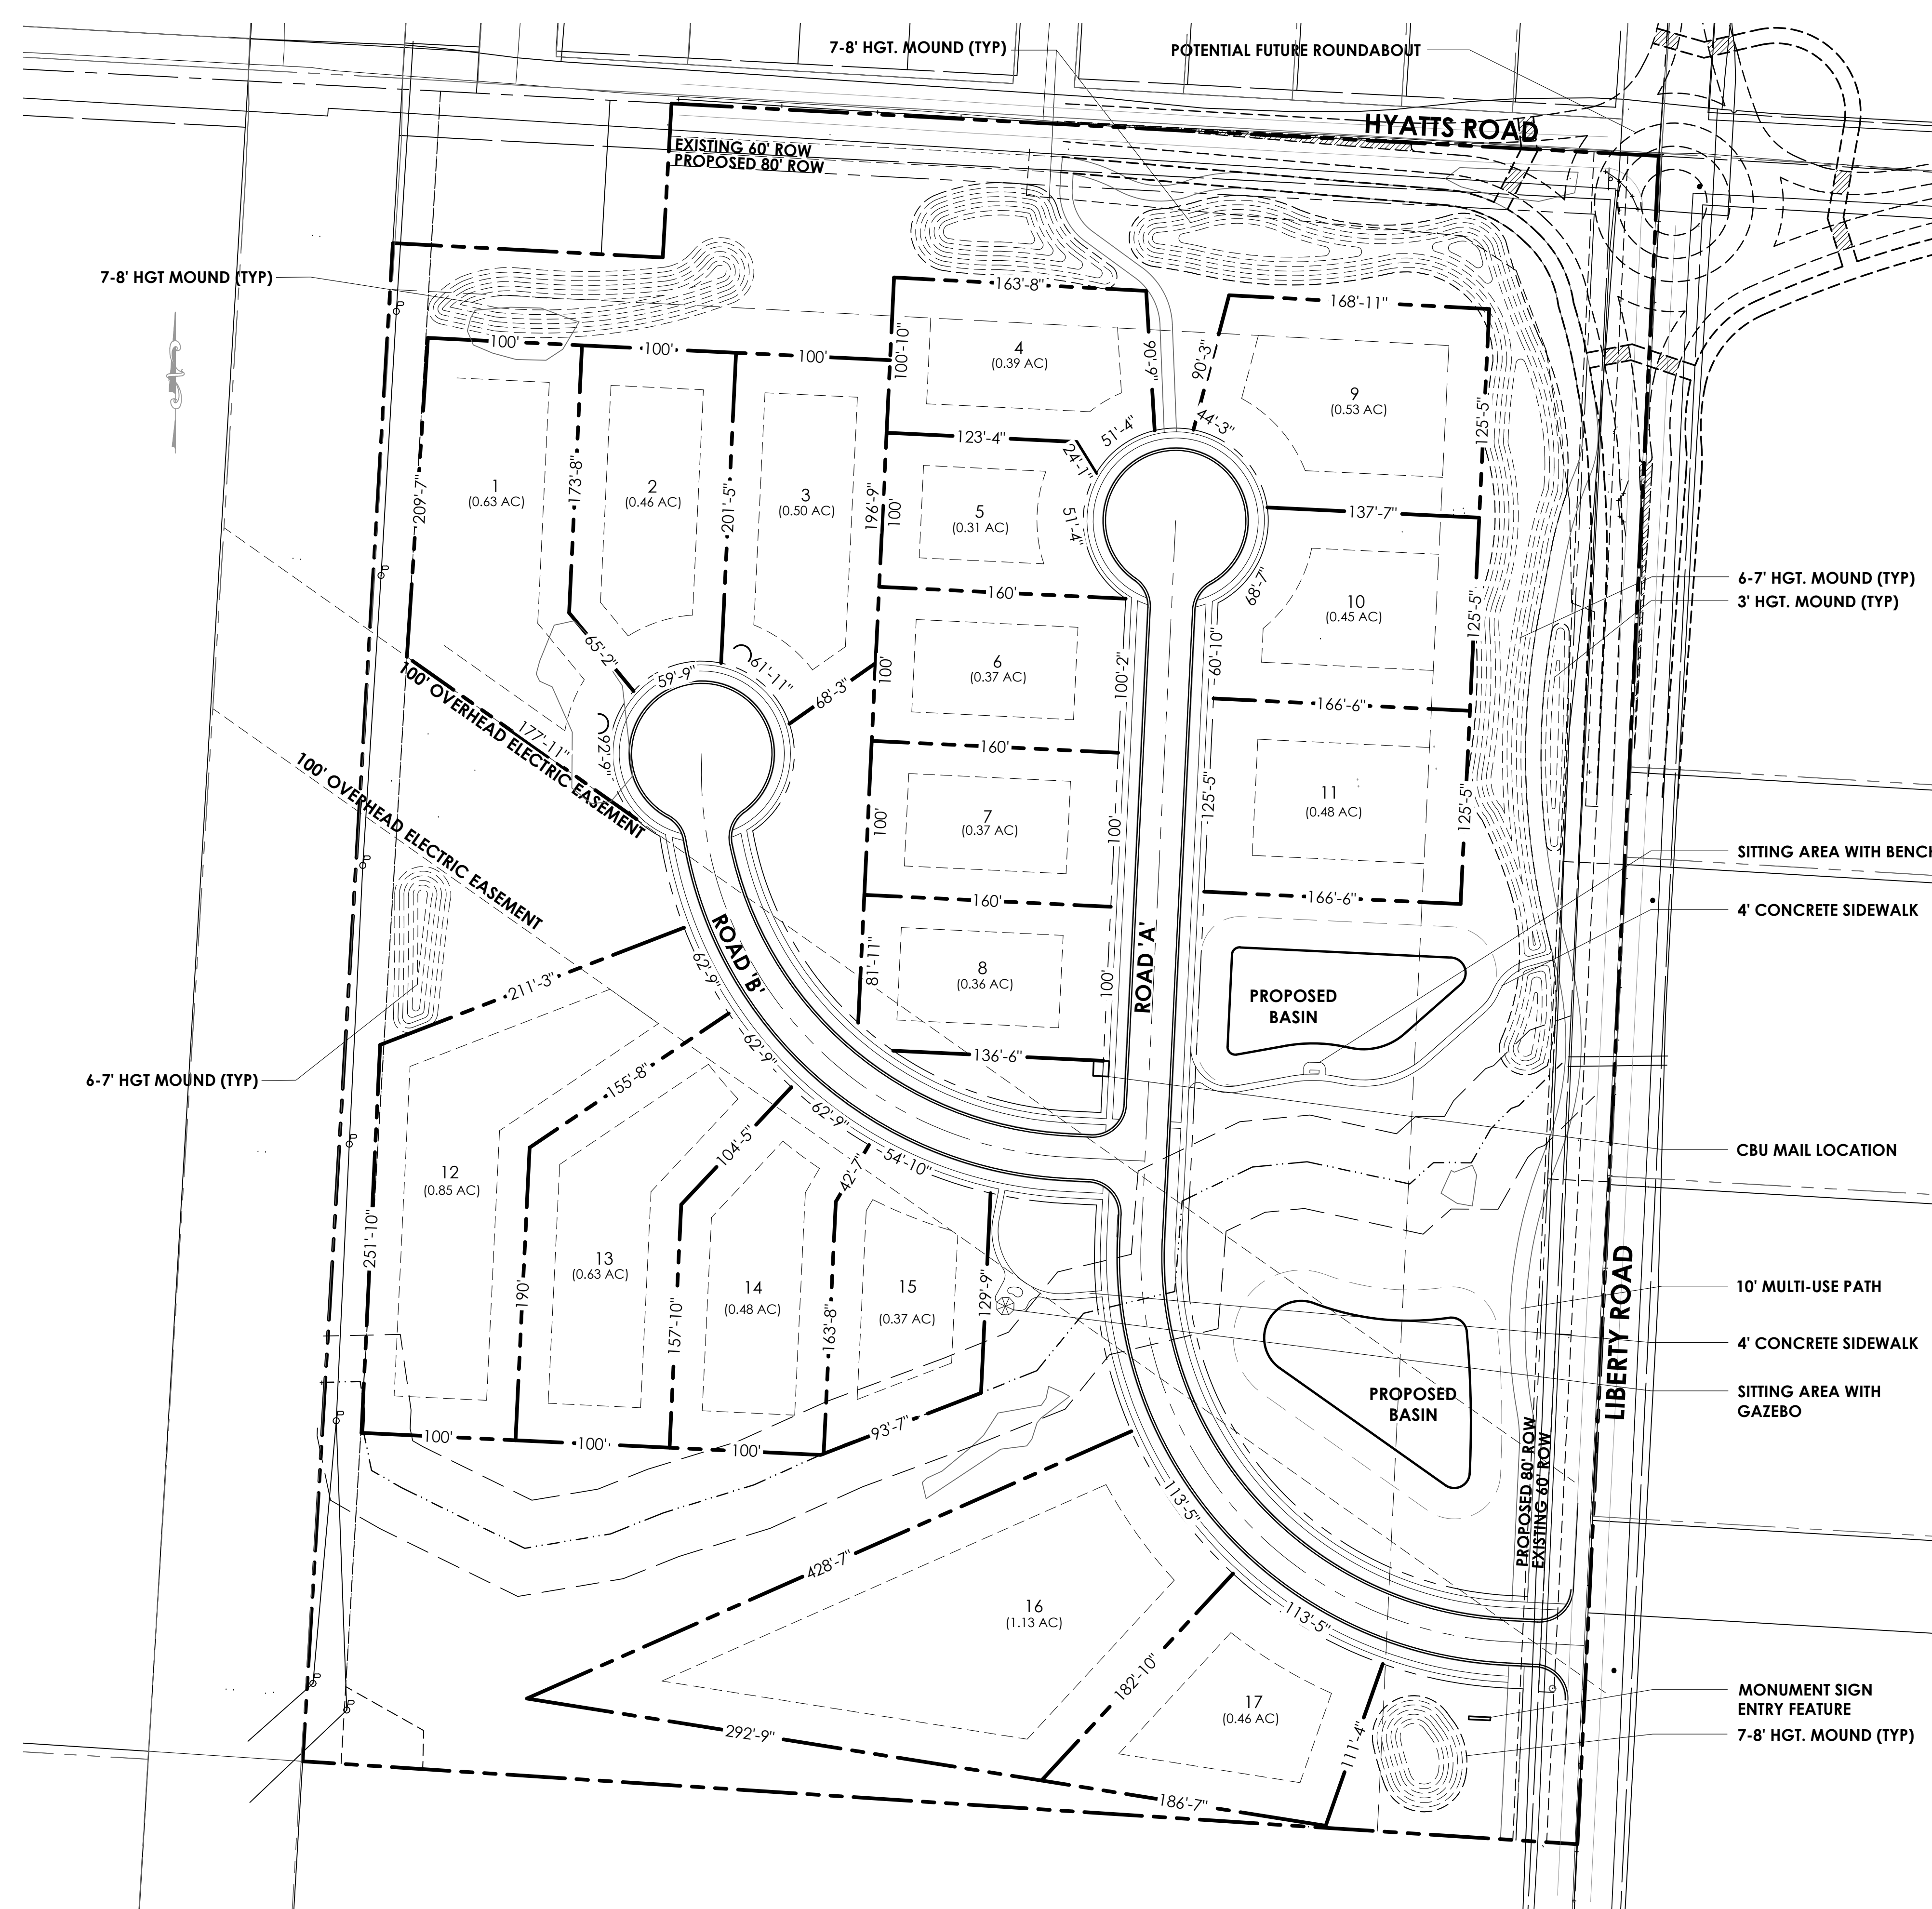 7-8' HGT. MOUND (TYP)
POTENTIAL FUTURE ROUNDABOUT
HYATTS ROAD
EXISTING 60' ROW
PROPOSED 80' ROW
7-8' HGT MOUND (TYP)
163'-8"
168'-11"
100'
100'
100'
100'-10"
90'-9"
90'-3"
4
(0.39 AC)
9
(0.53 AC)
125'-5"
123'-4"
51'-4"
44'-3"
24'-1"
1
(0.63 AC)
209'-7"
173'-8"
2
(0.46 AC)
201'-5"
3
(0.50 AC)
196'-9"
100'
5
(0.31 AC)
51'-4"
137'-7"
68'-7"
10
(0.45 AC)
125'-5"
6-7' HGT. MOUND (TYP)
3' HGT. MOUND (TYP)
160'
65'-2"
59'-9"
61'-11"
68'-3"
100'
6
(0.37 AC)
100'-2"
60'-10"
166'-6"
100' OVERHEAD ELECTRIC EASEMENT
177'-11"
92'-9"
160'
100' OVERHEAD ELECTRIC EASEMENT
100'
7
(0.37 AC)
100'
125'-5"
11
(0.48 AC)
125'-5"
SITTING AREA WITH BENCH
160'
166'-6"
4' CONCRETE SIDEWALK
ROAD 'B'
ROAD 'A'
81'-11"
8
(0.36 AC)
100'
PROPOSED
BASIN
211'-3"
62'-9"
62'-9"
136'-6"
6-7' HGT MOUND (TYP)
155'-8"
62'-9"
104'-5"
54'-10"
42'-7"
CBU MAIL LOCATION
12
(0.85 AC)
251'-10"
13
(0.63 AC)
190'
14
(0.48 AC)
157'-10"
15
(0.37 AC)
163'-8"
129'-9"
10' MULTI-USE PATH
LIBERTY ROAD
4' CONCRETE SIDEWALK
SITTING AREA WITH
GAZEBO
PROPOSED
BASIN
100'
100'
100'
93'-7"
PROPOSED 80' ROW
EXISTING 60' ROW
113'-5"
428'-7"
16
(1.13 AC)
113'-5"
182'-10"
17
(0.46 AC)
292'-9"
111'-4"
186'-7"
MONUMENT SIGN
ENTRY FEATURE
7-8' HGT. MOUND (TYP)